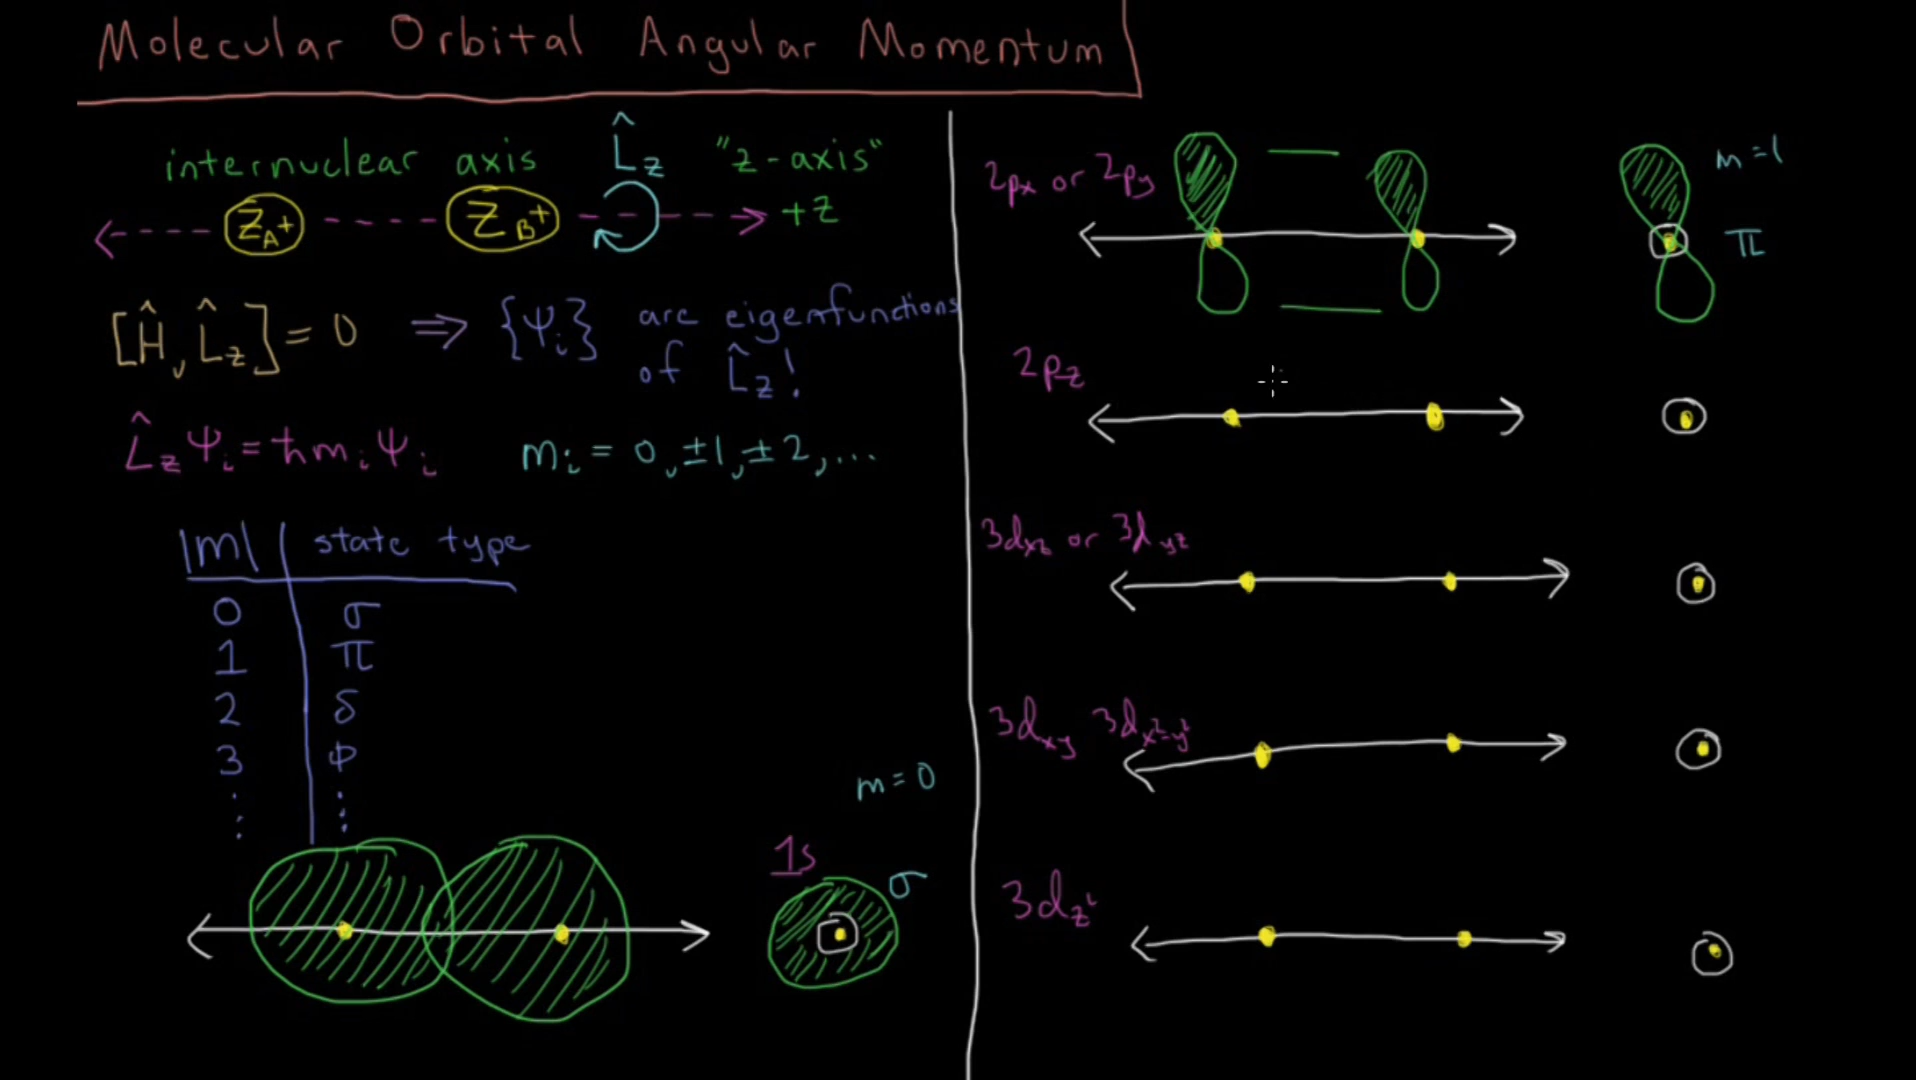 Molecular Orbital Angular Momentum
internuclear axis L̂z "z-axis"
ZA+ ZB+ +z
[Ĥ, L̂z] = 0 ⇒ {Ψi} are eigenfunctions
of L̂z!
L̂zΨi = ħmiΨi mi = 0, ±1, ±2, ...
|m| state type
0 σ
1 π
2 δ
3 φ
⋮ ⋮
m = 0
1s
σ
2px or 2py
m = 1
π
2pz
3dxz or 3dyz
3dxy 3dx²-y²
3dz²